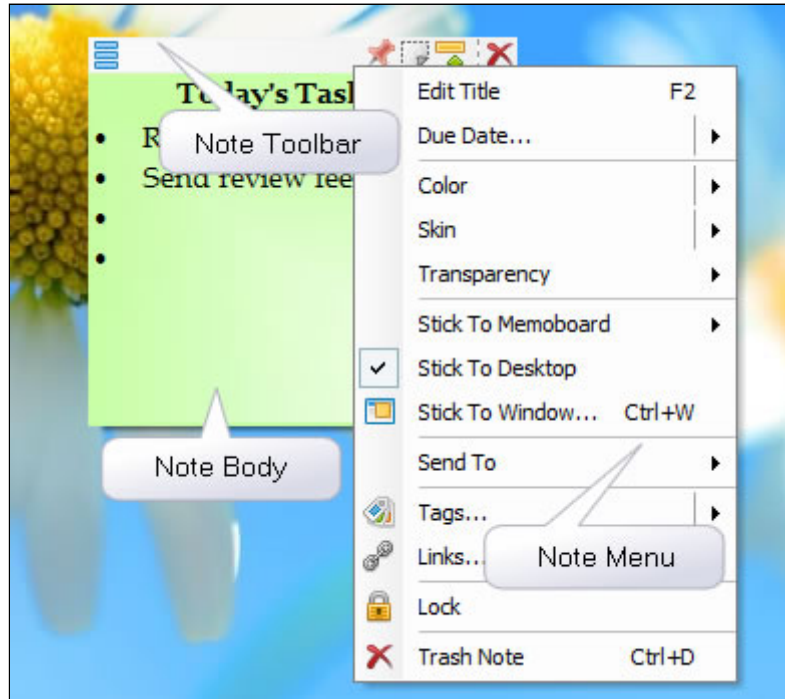 Today's Tas
Note Toolbar
Send review fee
Note Body
Edit Title F2
Due Date...
Color
Skin
Transparency
Stick To Memoboard
Stick To Desktop
Stick To Window... Ctrl+W
Send To
Tags...
Links...
Note Menu
Lock
Trash Note Ctrl+D